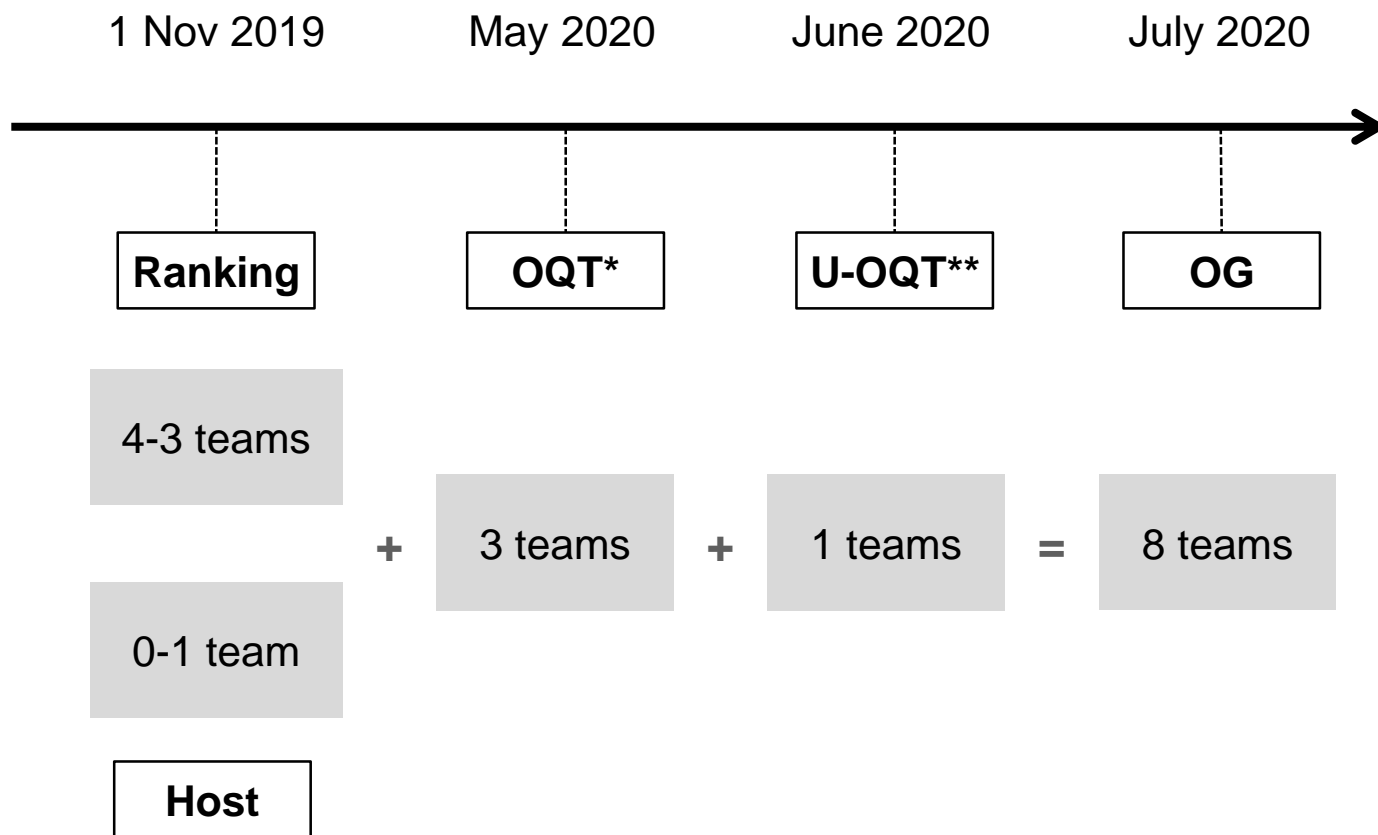 1 Nov 2019 May 2020 June 2020 July 2020
Ranking OQT* U-OQT** OG
4-3 teams
+ 3 teams + 1 teams = 8 teams
0-1 team
Host